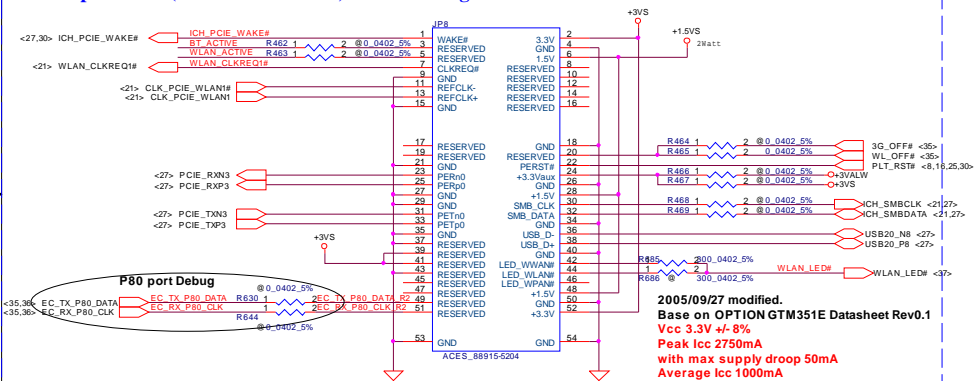 +3VS
JP8
+1.5VS
2Watt
<27,30> ICH_PCIE_WAKE# ICH_PCIE_WAKE# 1 WAKE# 3.3V 2
BT_ACTIVE R462 1 2 @0_0402_5% 3 RESERVED GND 4
WLAN_ACTIVE R463 1 2 @0_0402_5% 5 RESERVED 1.5V 6
<21> WLAN_CLKREQ1# WLAN_CLKREQ1# 7 CLKREQ# RESERVED 8
9 GND RESERVED 10
<21> CLK_PCIE_WLAN1# 11 REFCLK- RESERVED 12
<21> CLK_PCIE_WLAN1 13 REFCLK+ RESERVED 14
15 GND RESERVED 16
17 RESERVED GND 18 R464 1 2 @0_0402_5% 3G_OFF# <35>
19 RESERVED RESERVED 20 R465 1 2 0_0402_5% WL_OFF# <35>
21 GND PERST# 22 PLT_RST# <8,16,25,30>
<27> PCIE_RXN3 23 PERn0 +3.3Vaux 24 R466 1 2 @0_0402_5% +3VALW
<27> PCIE_RXP3 25 PERp0 GND 26 R467 1 2 @0_0402_5% +3VS
27 GND +1.5V 28
29 GND SMB_CLK 30 R468 1 2 @0_0402_5% ICH_SMBCLK <21,27>
<27> PCIE_TXN3 31 PETn0 SMB_DATA 32 R469 1 2 @0_0402_5% ICH_SMBDATA <21,27>
<27> PCIE_TXP3 33 PETp0 GND 34
35 GND USB_D- 36 USB20_N8 <27>
37 RESERVED USB_D+ 38 USB20_P8 <27>
+3VS
39 RESERVED GND 40
41 RESERVED LED_WWAN# 42 R685 300_0402_5%
43 RESERVED LED_WLAN# 44 R686 @ 300_0402_5% WLAN_LED# WLAN_LED# <37>
45 RESERVED LED_WPAN# 46
47 RESERVED +1.5V 48
P80 port Debug
@0_0402_5%
<35,36> EC_TX_P80_DATA EC_TX_P80_DATA R630 1 2 EC_TX_P80_DATA_R2 49 RESERVED GND 50
<35,36> EC_RX_P80_CLK EC_RX_P80_CLK 1 2 EC_RX_P80_CLK_R2 51 RESERVED +3.3V 52
R644
@0_0402_5%
53 GND GND 54
ACES_88915-5204
2005/09/27 modified.
Base on OPTION GTM351E Datasheet Rev0.1
Vcc 3.3V +/- 8%
Peak Icc 2750mA
with max supply droop 50mA
Average Icc 1000mA